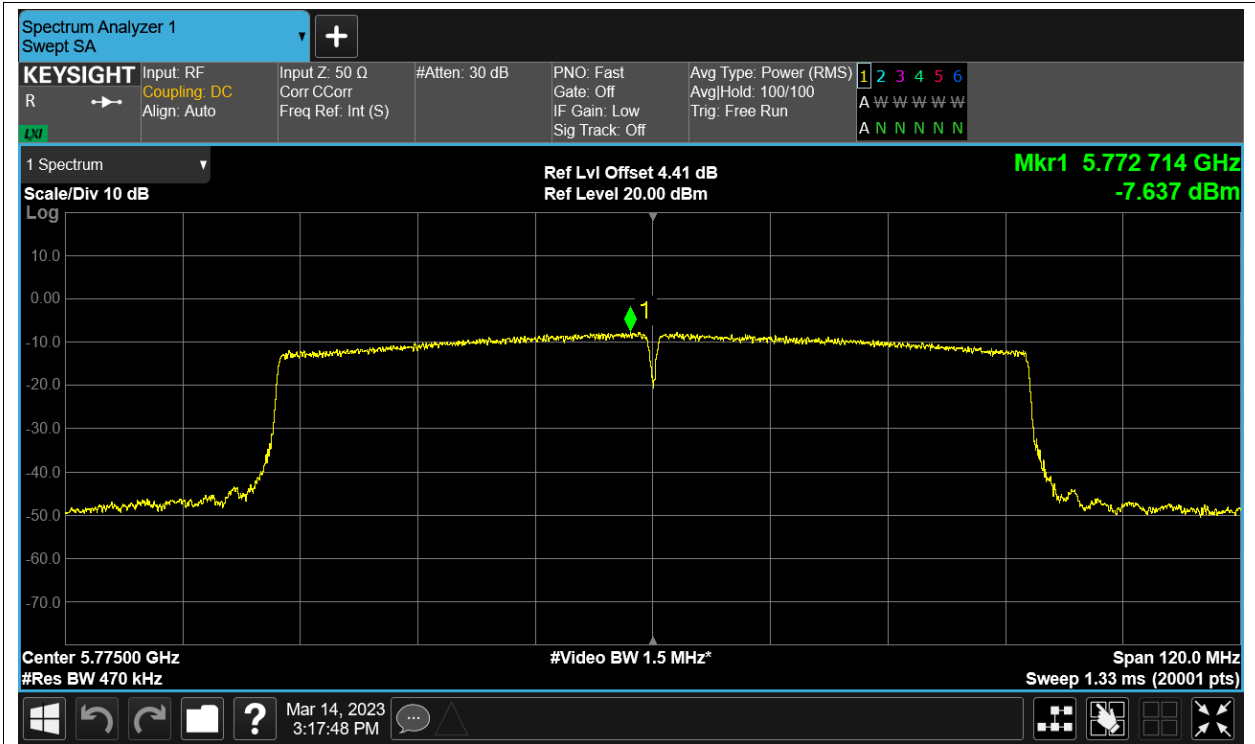 Spectrum Analyzer 1
Swept SA
▼
+
KEYSIGHT
R
LXI
Input: RF
Coupling: DC
Align: Auto
Input Z: 50 Ω
Corr CCorr
Freq Ref: Int (S)
#Atten: 30 dB
PNO: Fast
Gate: Off
IF Gain: Low
Sig Track: Off
Avg Type: Power (RMS)
Avg|Hold: 100/100
Trig: Free Run
1 2 3 4 5 6
A W W W W W
A N N N N N
1 Spectrum ▼
Scale/Div 10 dB
Log
Ref Lvl Offset 4.41 dB
Ref Level 20.00 dBm
Mkr1 5.772 714 GHz
-7.637 dBm
10.0
0.00
-10.0
-20.0
-30.0
-40.0
-50.0
-60.0
-70.0
1
Center 5.77500 GHz
#Res BW 470 kHz
#Video BW 1.5 MHz*
Span 120.0 MHz
Sweep 1.33 ms (20001 pts)
?
Mar 14, 2023
3:17:48 PM